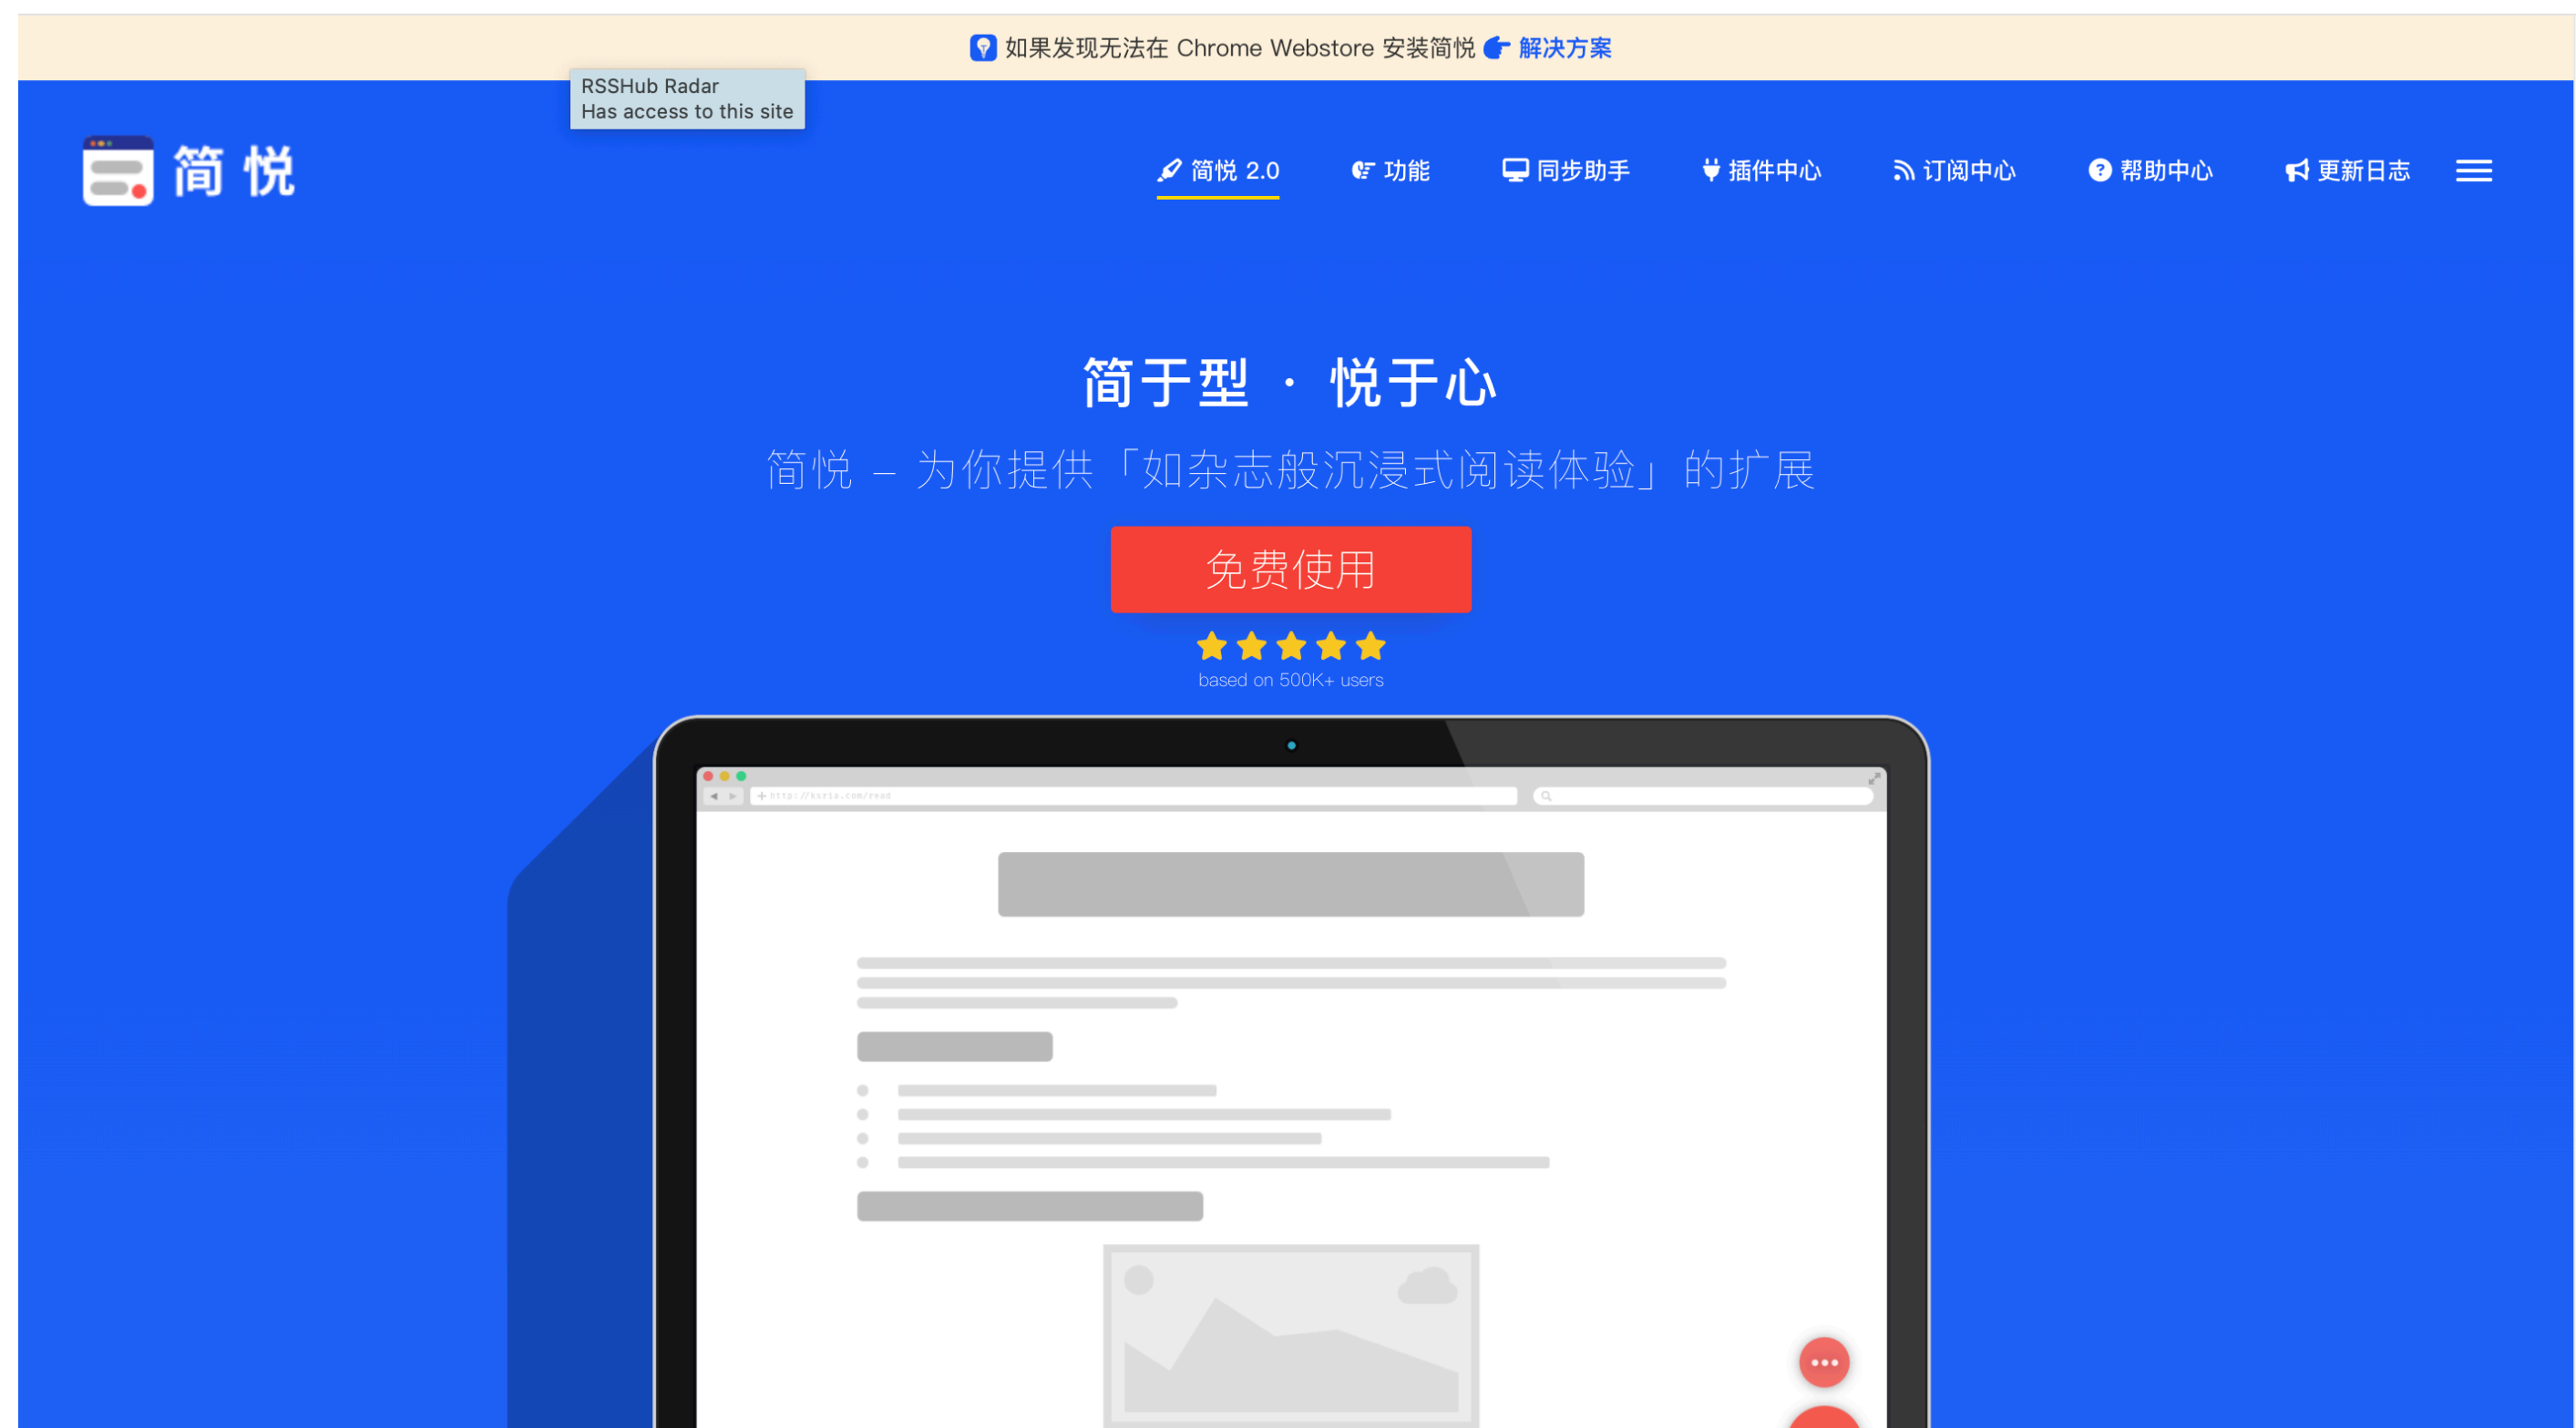 如果发现无法在 Chrome Webstore 安装简悦 解决方案
RSSHub Radar
Has access to this site
简悦
简悦 2.0 功能 同步助手 插件中心 订阅中心 帮助中心 更新日志
简于型 · 悦于心
简悦 – 为你提供「如杂志般沉浸式阅读体验」的扩展
免费使用
based on 500K+ users
http://ksria.com/read